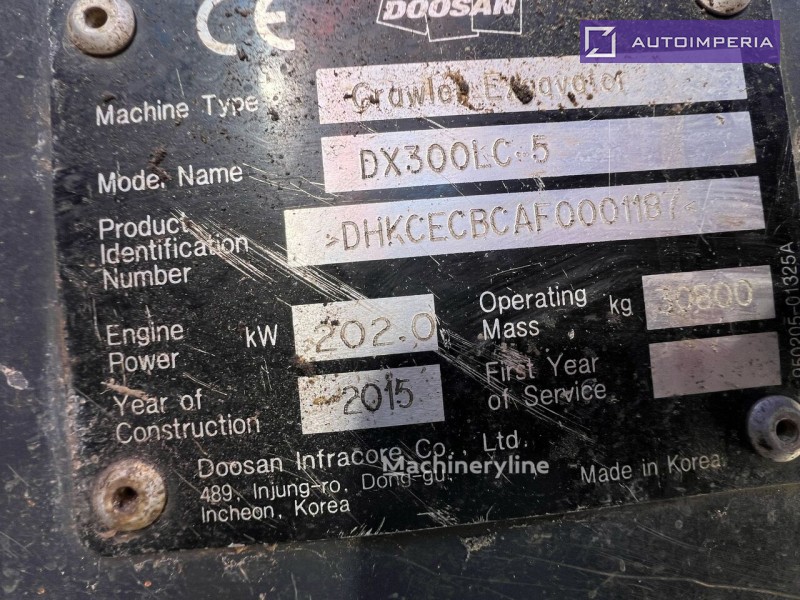 CE
DOOSAN
AUTOIMPERIA
Machine Type Crawler Excavator
Model Name DX300LC-5
Product
Identification
Number
>DHKCECBCAF0001187<
Engine
Power kW 202.0
Operating
Mass kg 30800
Year of
Construction 2015
First Year
of Service
Doosan Infracore Co., Ltd.
489, Injung-ro, Dong-gu,
Incheon, Korea
Made in Korea
Machineryline
950205-01325A